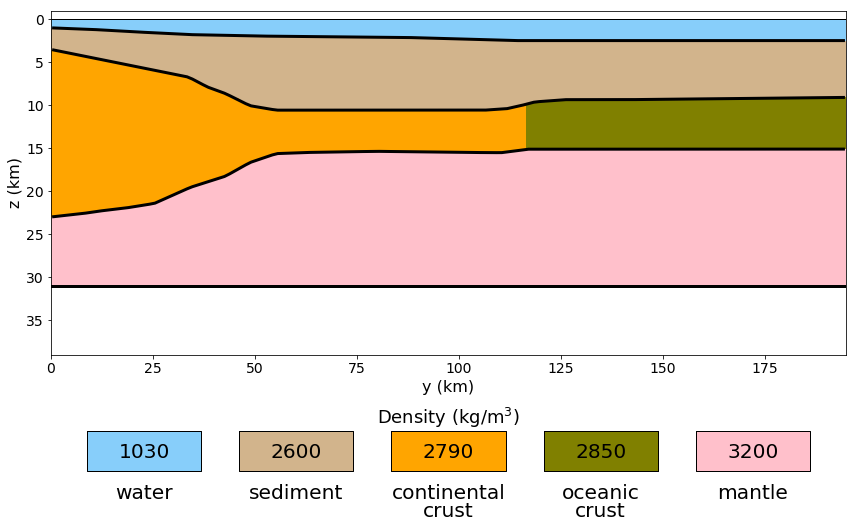 0
5
10
15
20
25
30
35
z (km)
0 25 50 75 100 125 150 175
y (km)
Density (kg/m³)
1030 2600 2790 2850 3200
water sediment continental oceanic mantle
crust crust